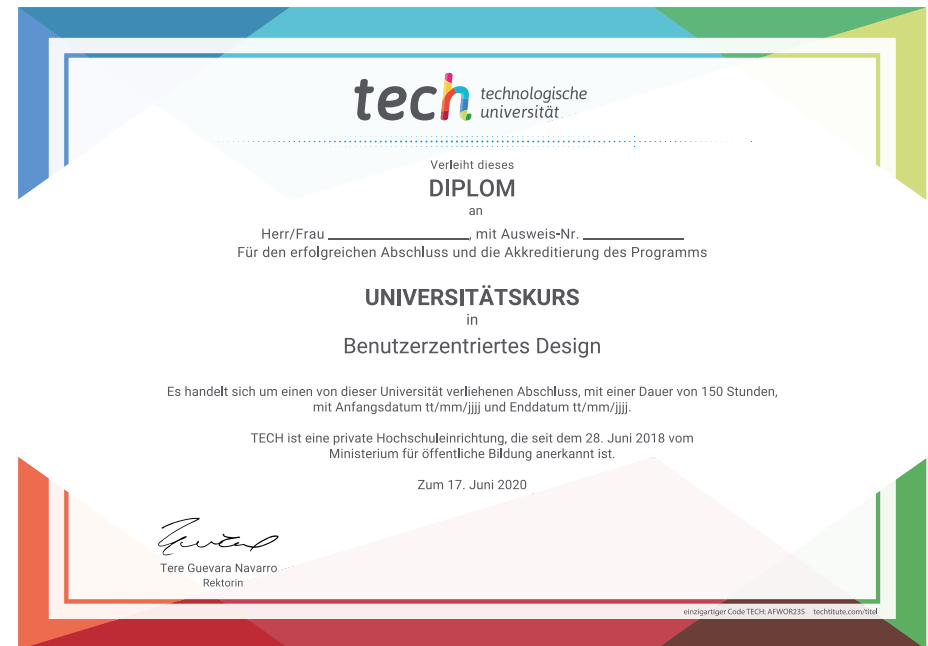 tech technologische
universität
Verleiht dieses
DIPLOM
an
Herr/Frau ____________________, mit Ausweis-Nr. ______________
Für den erfolgreichen Abschluss und die Akkreditierung des Programms
UNIVERSITÄTSKURS
in
Benutzerzentriertes Design
Es handelt sich um einen von dieser Universität verliehenen Abschluss, mit einer Dauer von 150 Stunden,
mit Anfangsdatum tt/mm/jjjj und Enddatum tt/mm/jjjj.
TECH ist eine private Hochschuleinrichtung, die seit dem 28. Juni 2018 vom
Ministerium für öffentliche Bildung anerkannt ist.
Zum 17. Juni 2020
Tere Guevara Navarro
Rektorin
einzigartiger Code TECH: AFWOR23S techtitute.com/titel